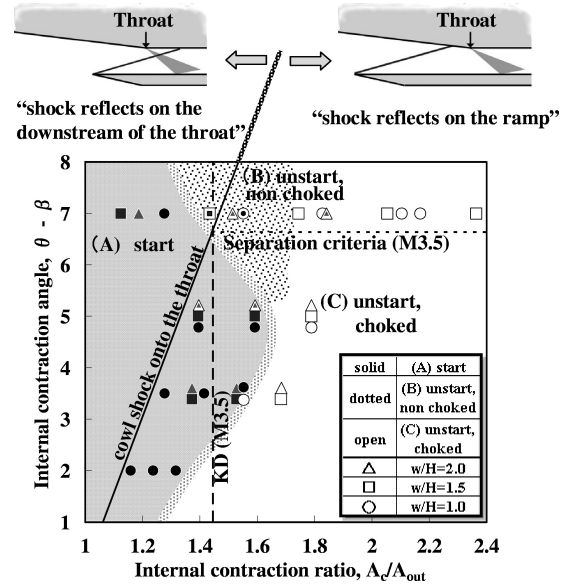 Throat
Throat
“shock reflects on the
downstream of the throat”
“shock reflects on the ramp”
8
7
6
5
4
3
2
1
Internal contraction angle, θ - β
(B) unstart,
non choked
(A) start
Separation criteria (M3.5)
cowl shock onto the throat
(C) unstart,
choked
KD (M3.5)
solid (A) start
dotted (B) unstart,
non choked
open (C) unstart,
choked
△ w/H=2.0
□ w/H=1.5
○ w/H=1.0
1 1.2 1.4 1.6 1.8 2 2.2 2.4
Internal contraction ratio, Ac/Aout